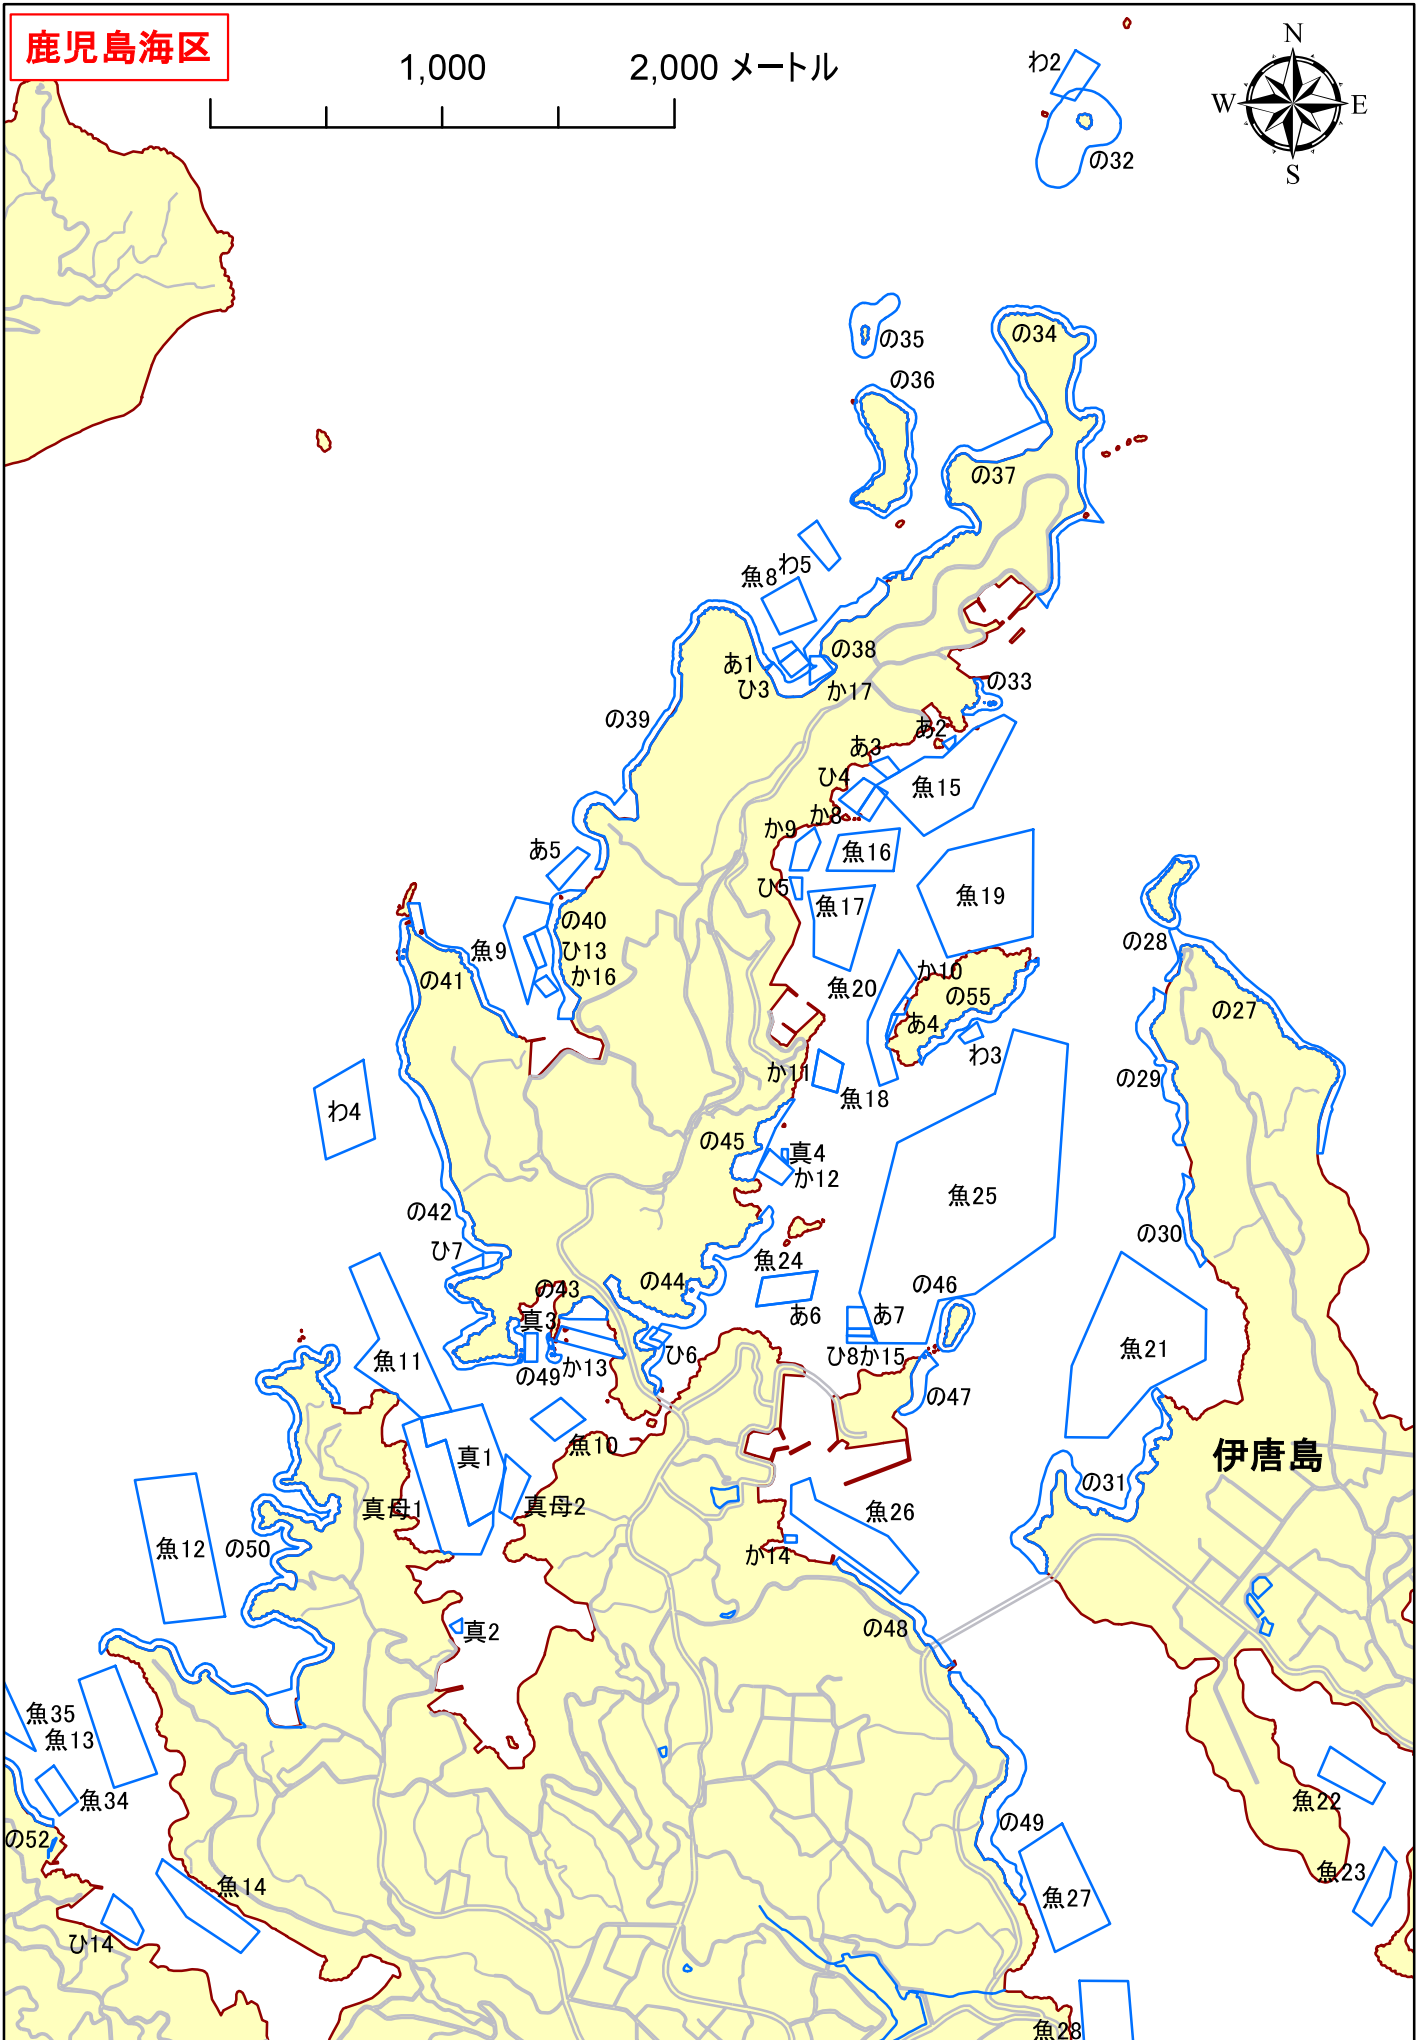 鹿児島海区
1,000
2,000 メートル
N
W
E
S
わ2
の32
の35
の34
の36
の37
わ5
魚8
の38
あ1
ひ3
か17
の33
の39
あ2
あ3
ひ4
魚15
か8
か9
魚16
あ5
ひ5
魚17
魚19
の40
の28
魚9
ひ13
の41
か16
魚20
か10
の55
の27
あ4
わ3
か11
の29
魚18
わ4
の45
真4
か12
魚25
の42
の30
ひ7
魚24
の43
の44
の46
真3
あ6
あ7
魚11
か13
ひ6
ひ8
か15
魚21
の49
の47
魚10
真1
伊唐島
の31
真母1
真母2
魚26
魚12
の50
か14
真2
の48
魚35
魚13
魚34
魚22
の52
の49
魚23
魚14
魚27
ひ14
魚28